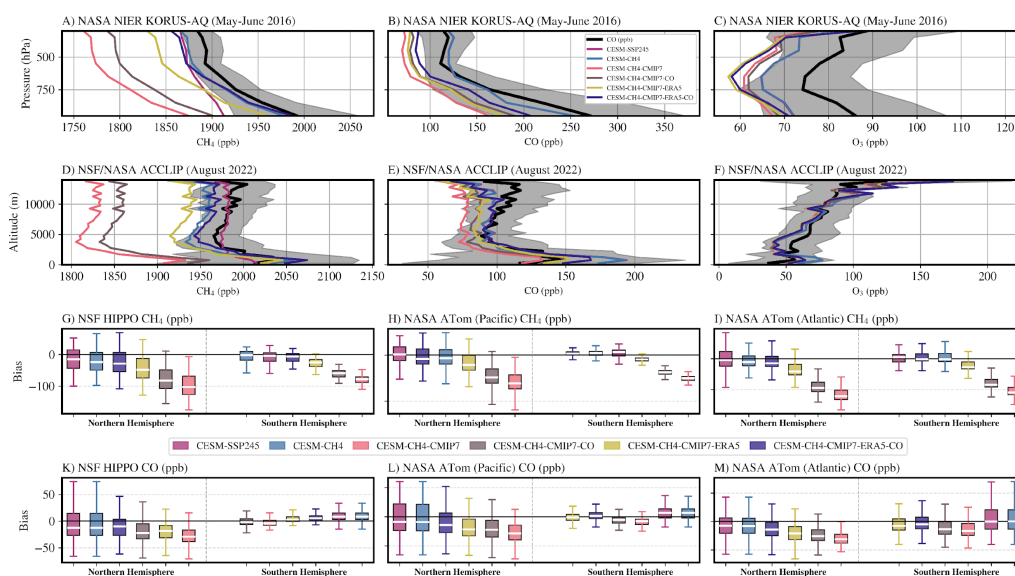 A) NASA NIER KORUS-AQ (May-June 2016)
B) NASA NIER KORUS-AQ (May-June 2016)
C) NASA NIER KORUS-AQ (May-June 2016)
Pressure (hPa)
500
750
CO (ppb)
CESM-SSP245
CESM-CH4
CESM-CH4-CMIP7
CESM-CH4-CMIP7-CO
CESM-CH4-CMIP7-ERA5
CESM-CH4-CMIP7-ERA5-CO
1750 1800 1850 1900 1950 2000 2050
100 150 200 250 300 350
60 70 80 90 100 110 120
CH₄ (ppb)
CO (ppb)
O₃ (ppb)
D) NSF/NASA ACCLIP (August 2022)
E) NSF/NASA ACCLIP (August 2022)
F) NSF/NASA ACCLIP (August 2022)
Altitude (m)
10000
5000
0
1800 1850 1900 1950 2000 2050 2100 2150
50 100 150 200
0 50 100 150 200
CH₄ (ppb)
CO (ppb)
O₃ (ppb)
G) NSF HIPPO CH₄ (ppb)
H) NASA ATom (Pacific) CH₄ (ppb)
I) NASA ATom (Atlantic) CH₄ (ppb)
Bias
0
−100
Northern Hemisphere Southern Hemisphere
Northern Hemisphere Southern Hemisphere
Northern Hemisphere Southern Hemisphere
CESM-SSP245 CESM-CH4 CESM-CH4-CMIP7 CESM-CH4-CMIP7-CO CESM-CH4-CMIP7-ERA5 CESM-CH4-CMIP7-ERA5-CO
K) NSF HIPPO CO (ppb)
L) NASA ATom (Pacific) CO (ppb)
M) NASA ATom (Atlantic) CO (ppb)
Bias
50
0
−50
Northern Hemisphere Southern Hemisphere
Northern Hemisphere Southern Hemisphere
Northern Hemisphere Southern Hemisphere